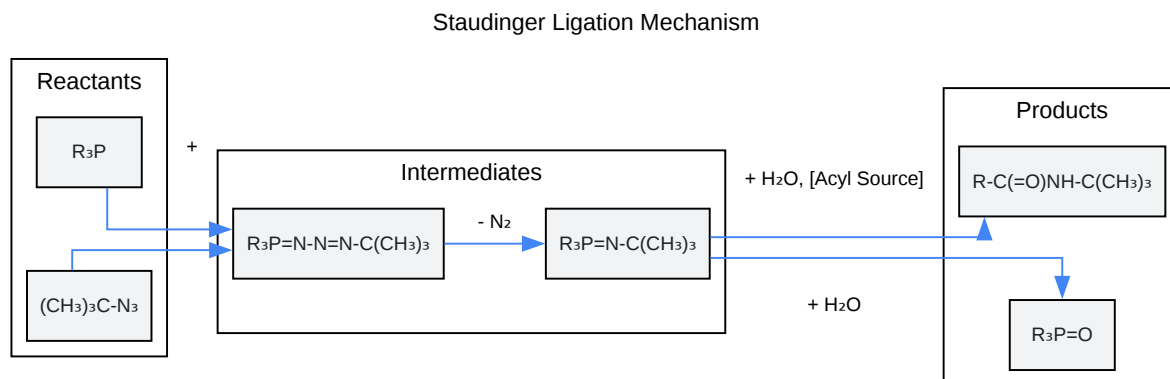 Staudinger Ligation Mechanism
Reactants
R₃P
(CH₃)₃C-N₃
+
Intermediates
R₃P=N-N=N-C(CH₃)₃
- N₂
R₃P=N-C(CH₃)₃
+ H₂O, [Acyl Source]
+ H₂O
Products
R-C(=O)NH-C(CH₃)₃
R₃P=O